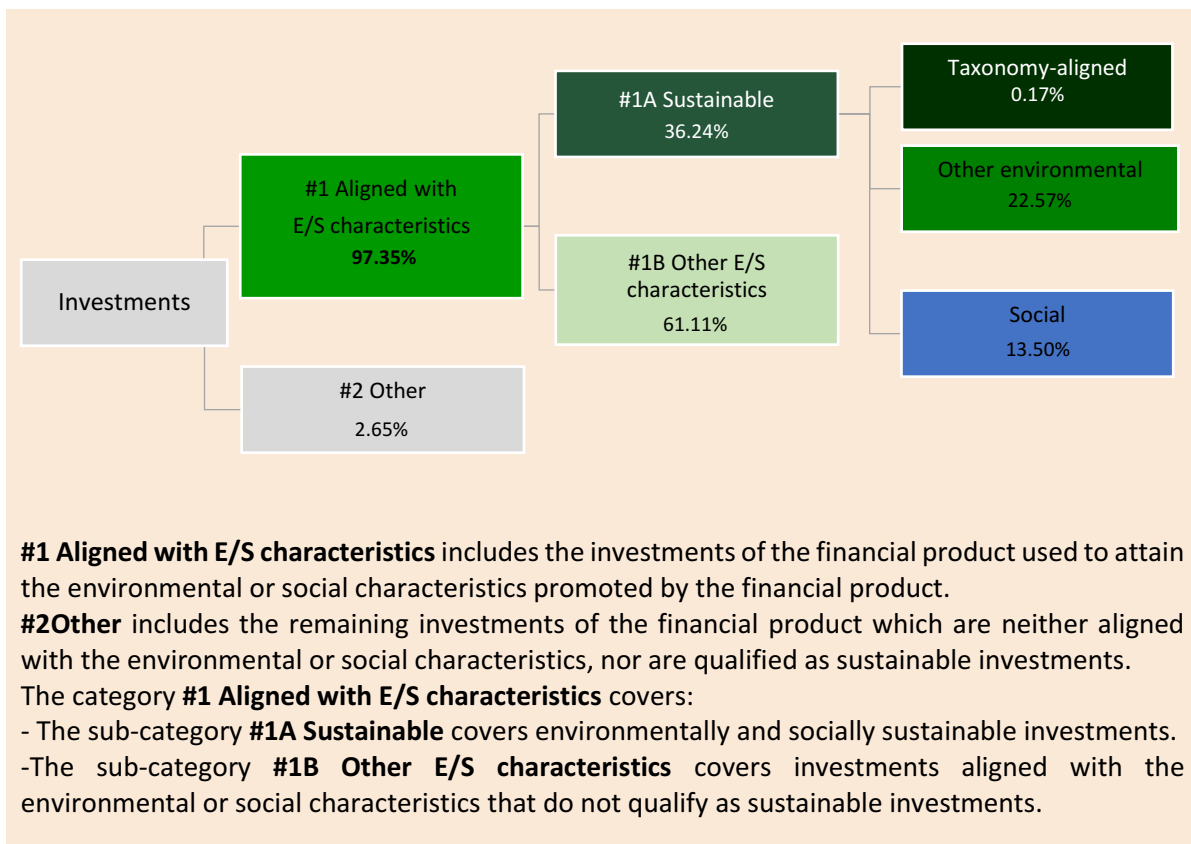 Investments
#1 Aligned with
E/S characteristics
97.35%
#2 Other
2.65%
#1A Sustainable
36.24%
#1B Other E/S
characteristics
61.11%
Taxonomy-aligned
0.17%
Other environmental
22.57%
Social
13.50%
#1 Aligned with E/S characteristics includes the investments of the financial product used to attain
the environmental or social characteristics promoted by the financial product.
#2Other includes the remaining investments of the financial product which are neither aligned
with the environmental or social characteristics, nor are qualified as sustainable investments.
The category #1 Aligned with E/S characteristics covers:
- The sub-category #1A Sustainable covers environmentally and socially sustainable investments.
-The sub-category #1B Other E/S characteristics covers investments aligned with the
environmental or social characteristics that do not qualify as sustainable investments.